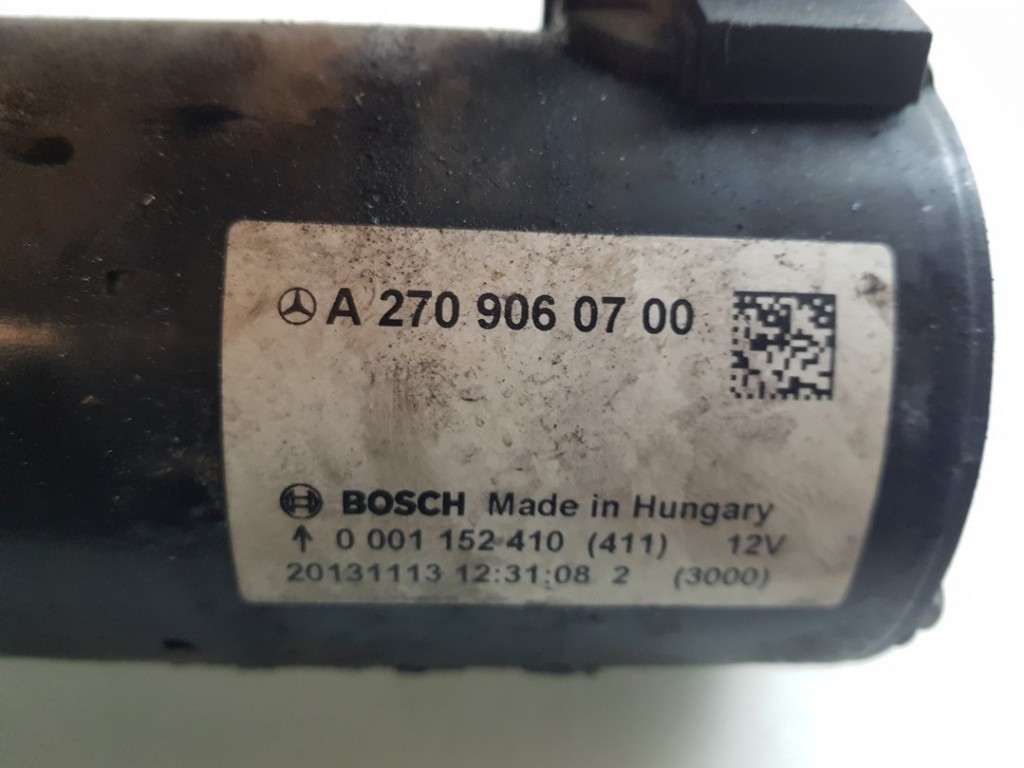 A 270 906 07 00
BOSCH Made in Hungary
↑ 0 001 152 410 (411) 12V
20131113 12:31:08 2 (3000)